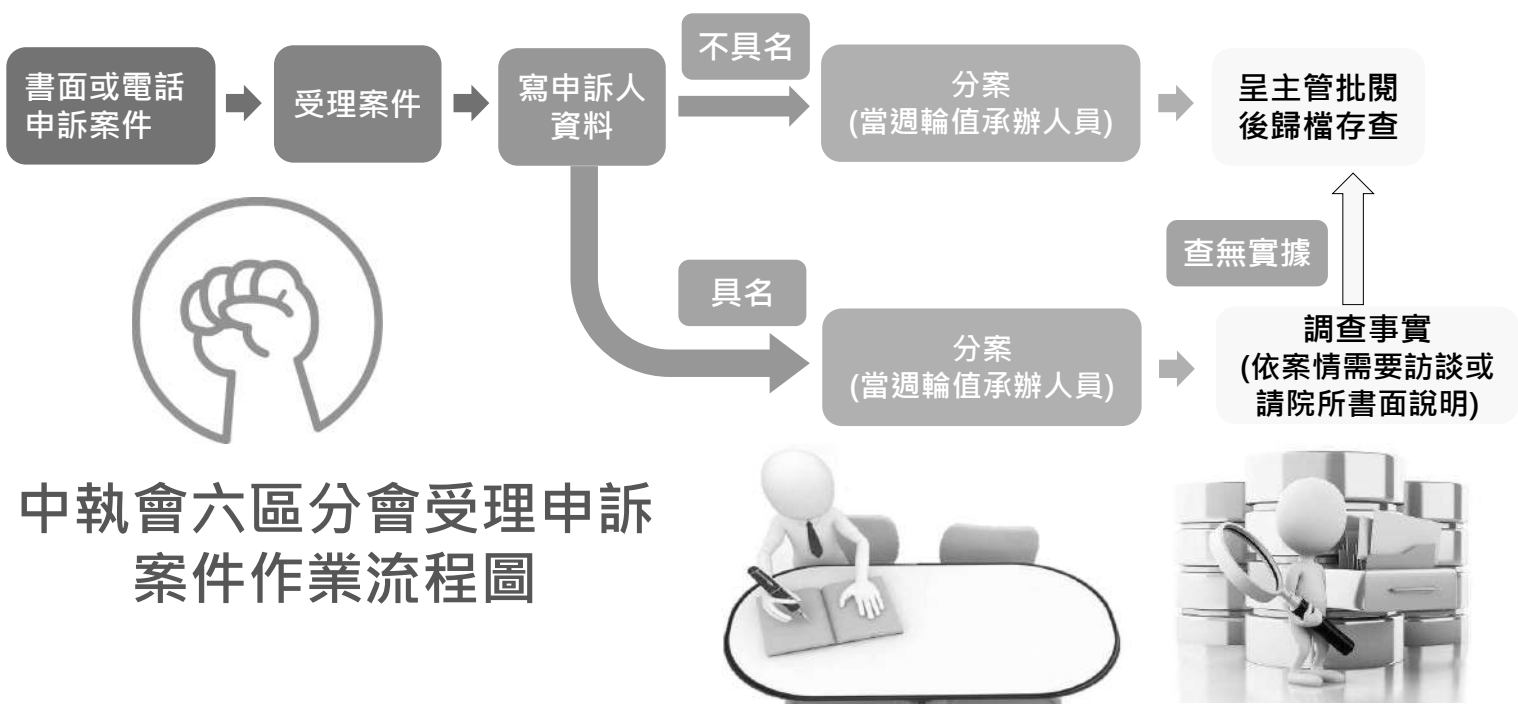 書面或電話
申訴案件
受理案件
寫申訴人
資料
不具名
分案
(當週輪值承辦人員)
呈主管批閱
後歸檔存查
具名
分案
(當週輪值承辦人員)
查無實據
調查事實
(依案情需要訪談或
請院所書面說明)
中執會六區分會受理申訴
案件作業流程圖